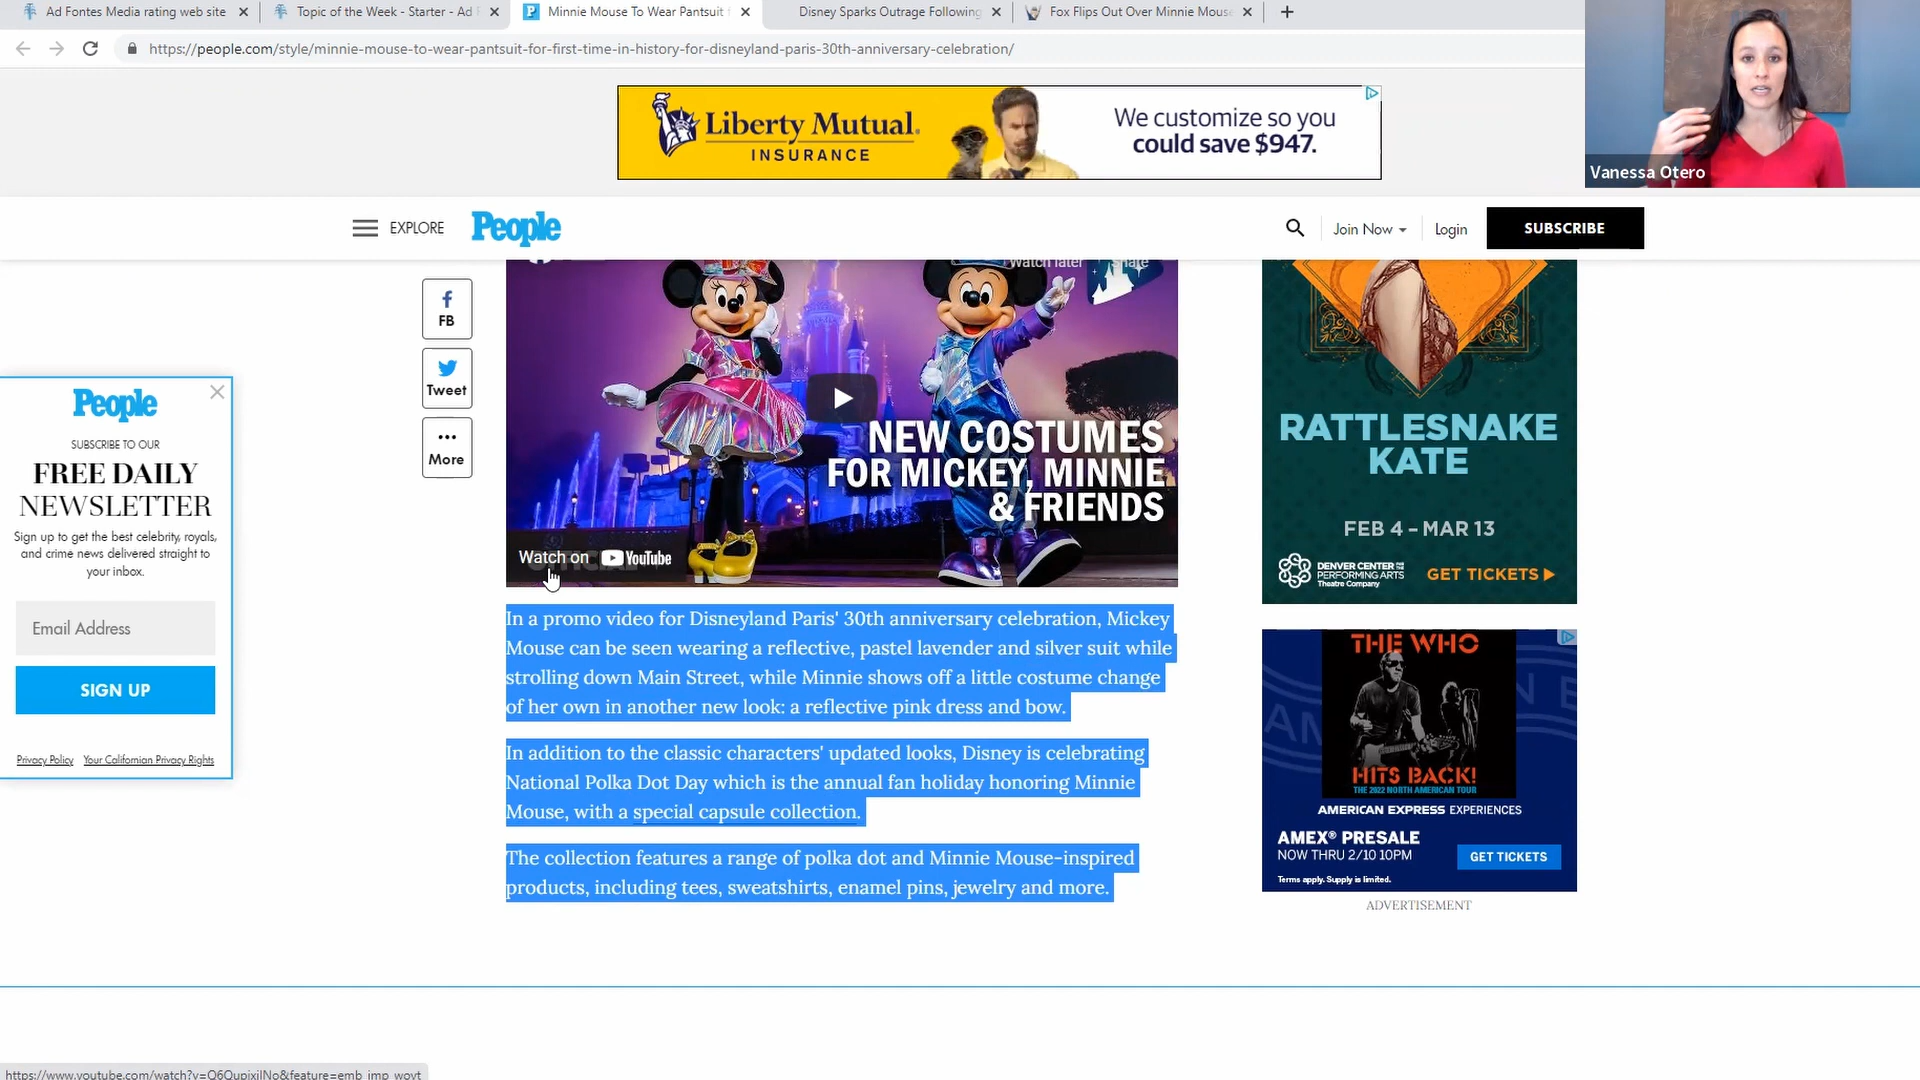 Ad Fontes Media rating web site
Topic of the Week - Starter - Ad F
Minnie Mouse To Wear Pantsuit f
Disney Sparks Outrage Following
Fox Flips Out Over Minnie Mouse
https://people.com/style/minnie-mouse-to-wear-pantsuit-for-first-time-in-history-for-disneyland-paris-30th-anniversary-celebration/
Liberty Mutual.
INSURANCE
We customize so you
could save $947.
Vanessa Otero
EXPLORE
People
Join Now
Login
SUBSCRIBE
FB
Tweet
More
Watch later
Share
NEW COSTUMES
FOR MICKEY, MINNIE
& FRIENDS
Watch on YouTube
In a promo video for Disneyland Paris' 30th anniversary celebration, Mickey
Mouse can be seen wearing a reflective, pastel lavender and silver suit while
strolling down Main Street, while Minnie shows off a little costume change
of her own in another new look: a reflective pink dress and bow.
In addition to the classic characters' updated looks, Disney is celebrating
National Polka Dot Day which is the annual fan holiday honoring Minnie
Mouse, with a special capsule collection.
The collection features a range of polka dot and Minnie Mouse-inspired
products, including tees, sweatshirts, enamel pins, jewelry and more.
People
SUBSCRIBE TO OUR
FREE DAILY
NEWSLETTER
Sign up to get the best celebrity, royals,
and crime news delivered straight to
your inbox.
Email Address
SIGN UP
Privacy Policy
Your Californian Privacy Rights
RATTLESNAKE
KATE
FEB 4 – MAR 13
DENVER CENTER FOR
PERFORMING ARTS
Theatre Company
GET TICKETS
THE WHO
HITS BACK!
THE 2022 NORTH AMERICAN TOUR
AMERICAN EXPRESS EXPERIENCES
AMEX® PRESALE
NOW THRU 2/10 10PM
GET TICKETS
Terms apply. Supply is limited.
ADVERTISEMENT